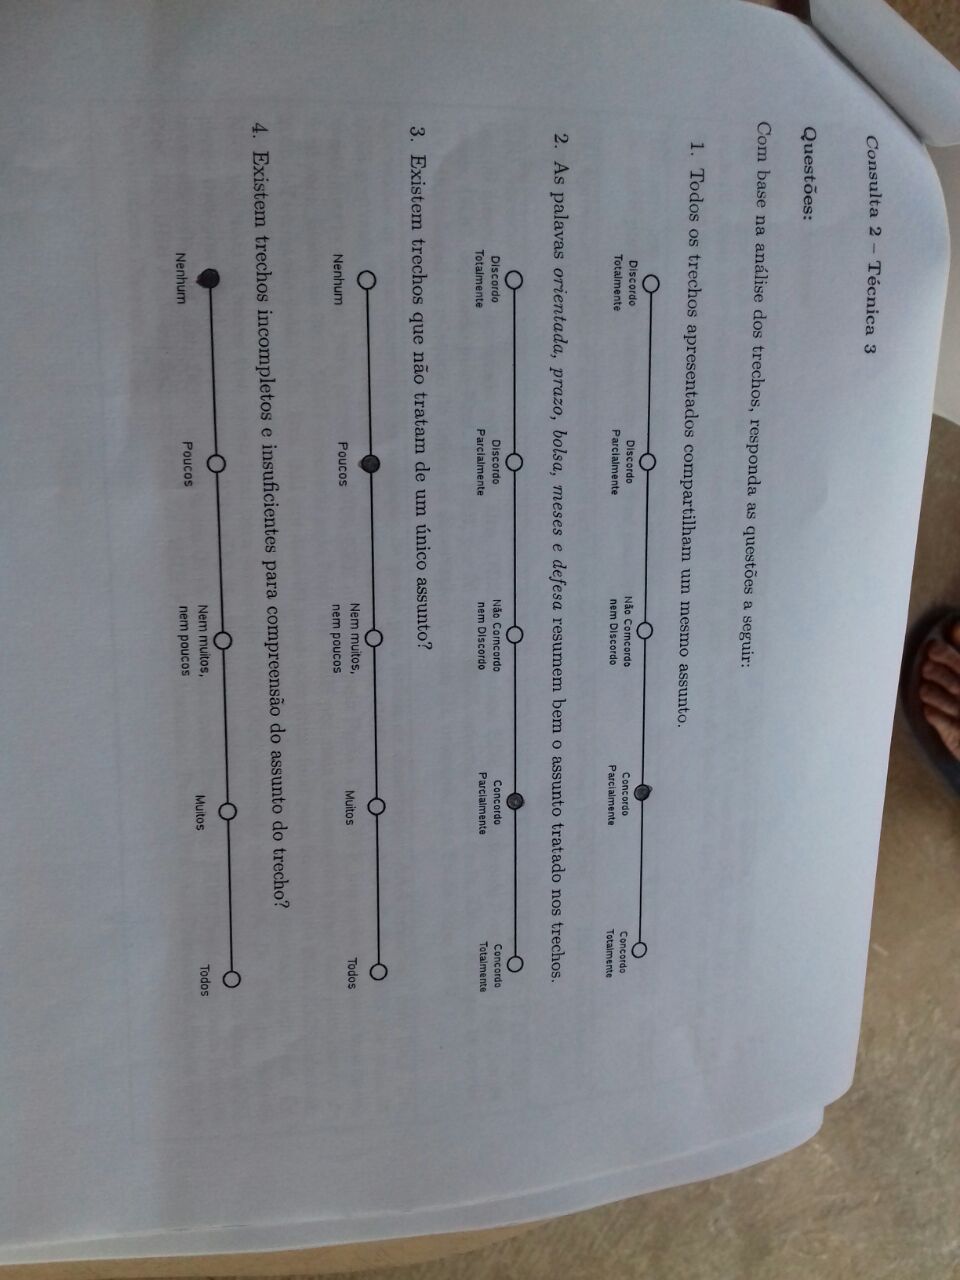 Consulta 2 – Técnica 3
Questões:
Com base na análise dos trechos, responda as questões a seguir:
1. Todos os trechos apresentados compartilham um mesmo assunto.
Discordo Totalmente
Discordo Parcialmente
Não Corncordo nem Discordo
Concordo Parcialmente
Concordo Totalmente
2. As palavas orientada, prazo, bolsa, meses e defesa resumem bem o assunto tratado nos trechos.
Discordo Totalmente
Discordo Parcialmente
Não Corncordo nem Discordo
Concordo Parcialmente
Concordo Totalmente
3. Existem trechos que não tratam de um único assunto?
Nenhum
Poucos
Nem muitos, nem poucos
Muitos
Todos
4. Existem trechos incompletos e insuficientes para compreensão do assunto do trecho?
Nenhum
Poucos
Nem muitos, nem poucos
Muitos
Todos